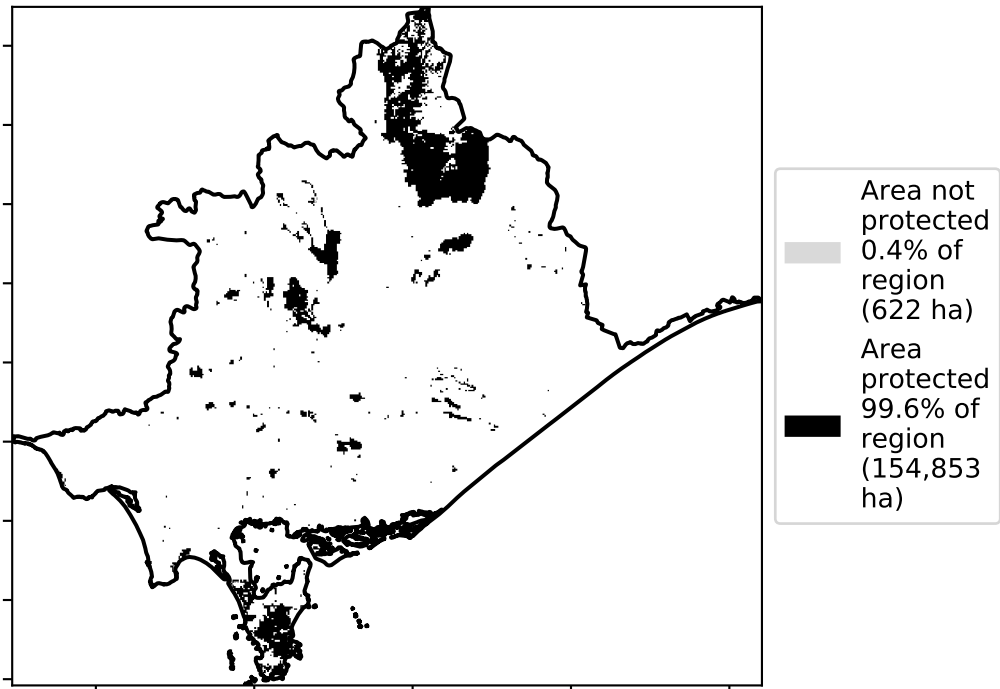 Area not
protected
0.4% of
region
(622 ha)
Area
protected
99.6% of
region
(154,853
ha)